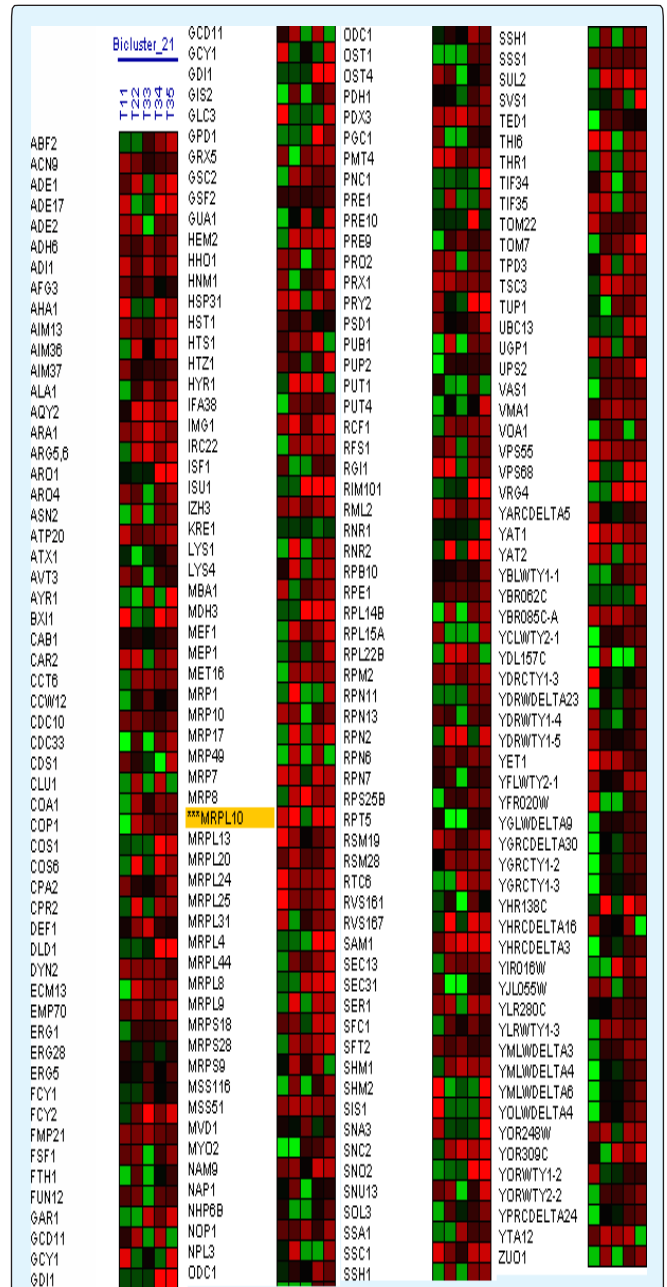 Bicluster_21
T11
T22
T33
T34
T35
ABF2
ACN9
ADE1
ADE17
ADE2
ADH6
ADI1
AFG3
AHA1
AIM13
AIM36
AIM37
ALA1
AQY2
ARA1
ARG5,6
ARO1
ARO4
ASN2
ATP20
ATX1
AVT3
AYR1
BXI1
CAB1
CAR2
CCT6
CCW12
CDC10
CDC33
CDS1
CLU1
COA1
COP1
COS1
COS6
CPA2
CPR2
DEF1
DLD1
DYN2
ECM13
EMP70
ERG1
ERG28
ERG5
FCY1
FCY2
FMP21
FSF1
FTH1
FUN12
GAR1
GCD11
GCY1
GDI1
GCD11
GCY1
GDI1
GIS2
GLC3
GPD1
GRX5
GSC2
GSF2
GUA1
HEM2
HHO1
HNM1
HSP31
HST1
HTS1
HTZ1
HYR1
IFA38
IMG1
IRC22
ISF1
ISU1
IZH3
KRE1
LYS1
LYS4
MBA1
MDH3
MEF1
MEP1
MET16
MRP1
MRP10
MRP17
MRP49
MRP7
MRP8
***MRPL10
MRPL13
MRPL20
MRPL24
MRPL25
MRPL31
MRPL4
MRPL44
MRPL8
MRPL9
MRPS18
MRPS28
MRPS9
MSS116
MSS51
MVD1
MYO2
NAM9
NAP1
NHP6B
NOP1
NPL3
ODC1
ODC1
OST1
OST4
PDH1
PDX3
PGC1
PMT4
PNC1
PRE1
PRE10
PRE9
PRO2
PRX1
PRY2
PSD1
PUB1
PUP2
PUT1
PUT4
RCF1
RFS1
RGI1
RIM101
RML2
RNR1
RNR2
RPB10
RPE1
RPL14B
RPL15A
RPL22B
RPM2
RPN11
RPN13
RPN2
RPN6
RPN7
RPS25B
RPT5
RSM19
RSM28
RTC6
RVS161
RVS167
SAM1
SEC13
SEC31
SER1
SFC1
SFT2
SHM1
SHM2
SIS1
SNA3
SNC2
SNO2
SNU13
SOL3
SSA1
SSC1
SSH1
SSH1
SSS1
SUL2
SVS1
TED1
THI6
THR1
TIF34
TIF35
TOM22
TOM7
TPD3
TSC3
TUP1
UBC13
UGP1
UPS2
VAS1
VMA1
VOA1
VPS55
VPS68
VRG4
YARCDELTA5
YAT1
YAT2
YBLWTY1-1
YBR062C
YBR085C-A
YCLWTY2-1
YDL157C
YDRCTY1-3
YDRWDELTA23
YDRWTY1-4
YDRWTY1-5
YET1
YFLWTY2-1
YFR020W
YGLWDELTA9
YGRCDELTA30
YGRCTY1-2
YGRCTY1-3
YHR138C
YHRCDELTA16
YHRCDELTA3
YIR016W
YJL055W
YLR280C
YLRWTY1-3
YMLWDELTA3
YMLWDELTA4
YMLWDELTA6
YOLWDELTA4
YOR248W
YOR309C
YORWTY1-2
YORWTY2-2
YPRCDELTA24
YTA12
ZUO1